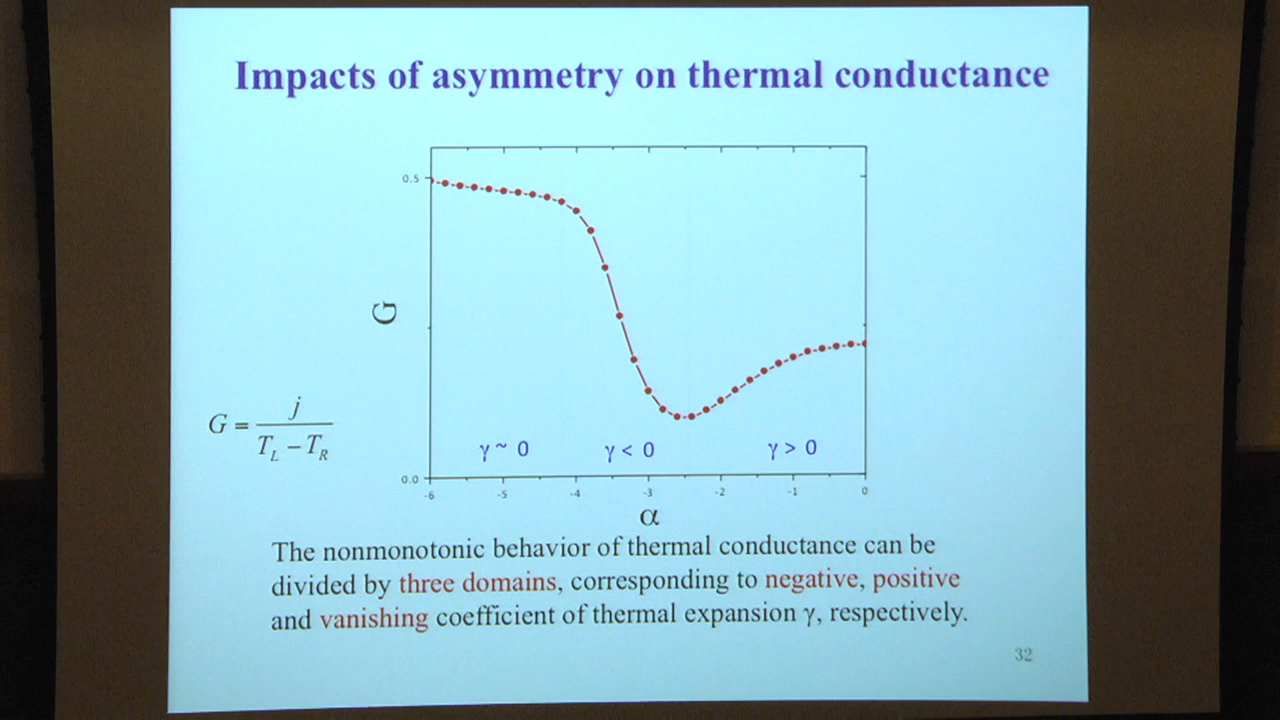 Impacts of asymmetry on thermal conductance
0.5
G
G = j / (T_L − T_R)
γ ~ 0
γ < 0
γ > 0
0.0
-6 -5 -4 -3 -2 -1 0
α
The nonmonotonic behavior of thermal conductance can be
divided by three domains, corresponding to negative, positive
and vanishing coefficient of thermal expansion γ, respectively.
32